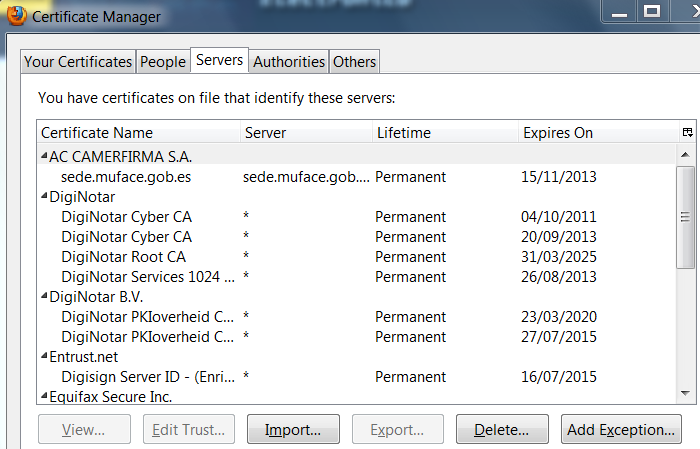 Certificate Manager
Your Certificates People Servers Authorities Others
You have certificates on file that identify these servers:
Certificate Name Server Lifetime Expires On
AC CAMERFIRMA S.A.
sede.muface.gob.es sede.muface.gob.... Permanent 15/11/2013
DigiNotar
DigiNotar Cyber CA * Permanent 04/10/2011
DigiNotar Cyber CA * Permanent 20/09/2013
DigiNotar Root CA * Permanent 31/03/2025
DigiNotar Services 1024 ... * Permanent 26/08/2013
DigiNotar B.V.
DigiNotar PKIoverheid C... * Permanent 23/03/2020
DigiNotar PKIoverheid C... * Permanent 27/07/2015
Entrust.net
Digisign Server ID - (Enri... * Permanent 16/07/2015
Equifax Secure Inc.
View... Edit Trust... Import... Export... Delete... Add Exception...